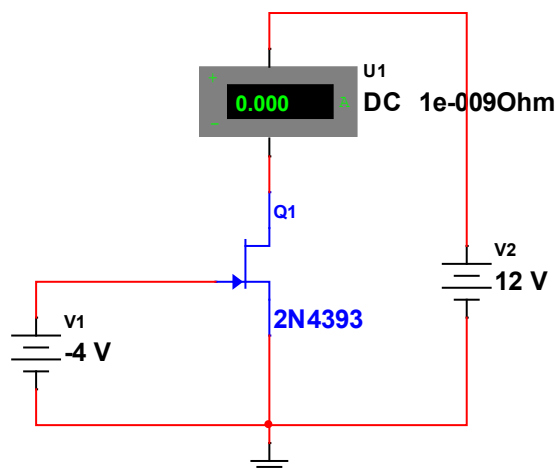 U1
+
0.000 A
-
DC 1e-009Ohm
Q1
V2
12 V
2N4393
V1
-4 V